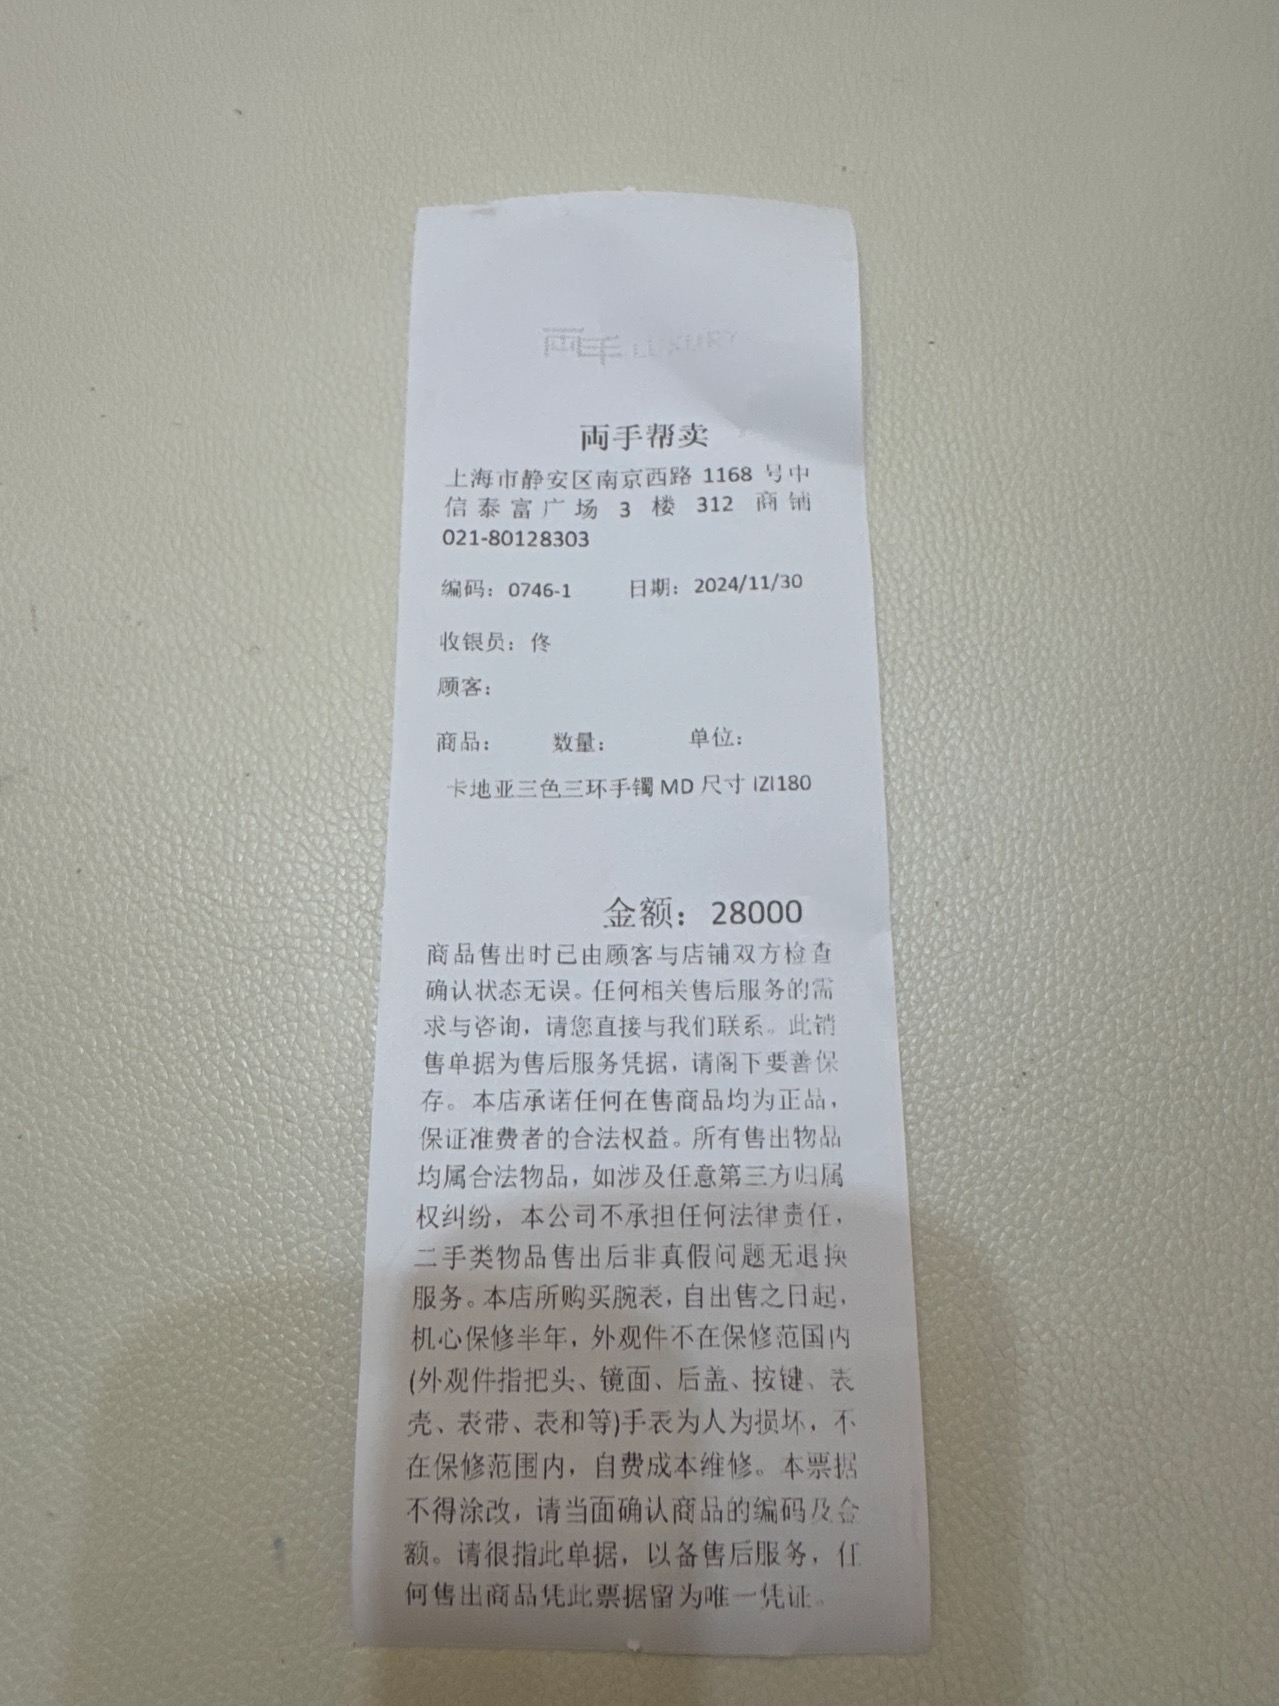 両手 LUXURY
両手帮卖
上海市静安区南京西路 1168 号中
信泰富广场 3 楼 312 商铺
021-80128303
编码：0746-1 日期：2024/11/30
收银员：佟
顾客：
商品： 数量： 单位：
卡地亚三色三环手镯 MD 尺寸 IZI180
金额：28000
商品售出时已由顾客与店铺双方检查
确认状态无误。任何相关售后服务的需
求与咨询，请您直接与我们联系。此销
售单据为售后服务凭据，请阁下要善保
存。本店承诺任何在售商品均为正品，
保证准费者的合法权益。所有售出物品
均属合法物品，如涉及任意第三方归属
权纠纷，本公司不承担任何法律责任，
二手类物品售出后非真假问题无退换
服务。本店所购买腕表，自出售之日起，
机心保修半年，外观件不在保修范国内
(外观件指把头、镜面、后盖、按键、表
壳、表带、表和等)手表为人为损坏，不
在保修范围内，自费成本维修。本票据
不得涂改，请当面确认商品的编码及金
额。请很指此单据，以备售后服务，任
何售出商品凭此票据留为唯一凭证。